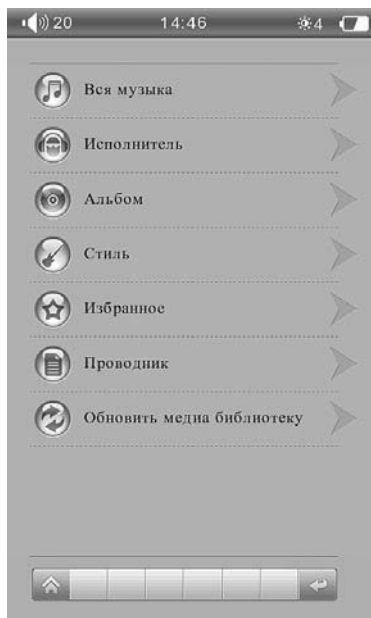 20 14:46 4
Вся музыка
Исполнитель
Альбом
Стиль
Избранное
Проводник
Обновить медиа библиотеку